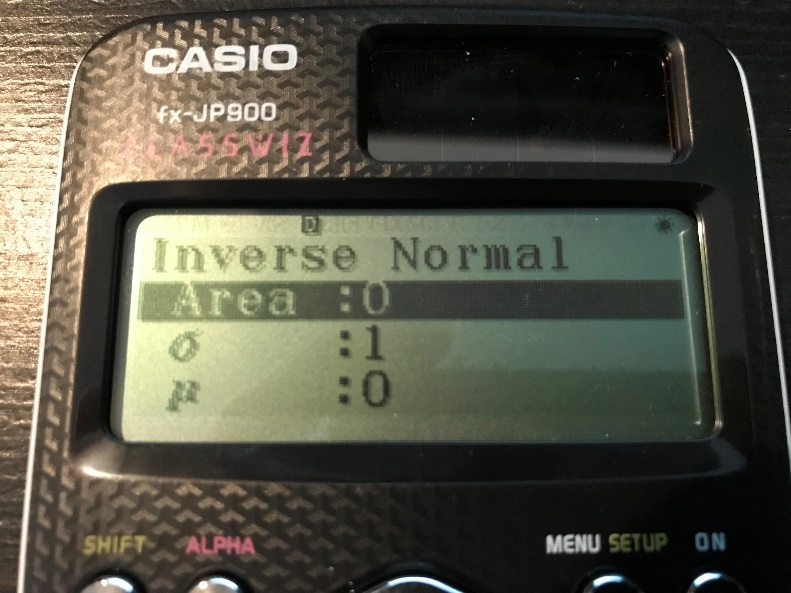 CASIO
fx-JP900
CLASSWIZ
D
Inverse Normal
Area :0
σ :1
μ :0
SHIFT ALPHA MENU SETUP ON